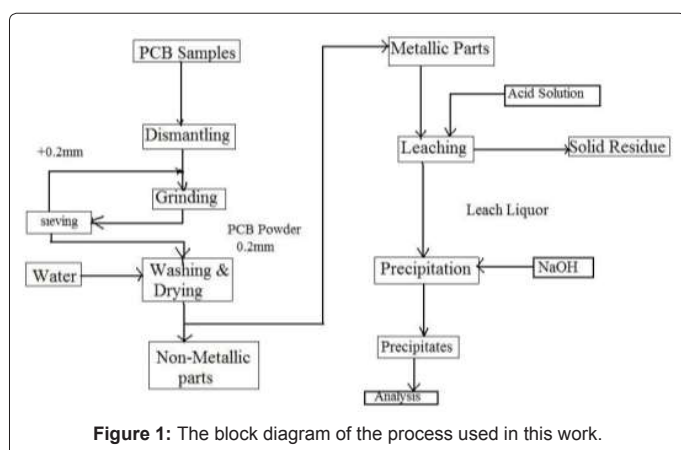 PCB Samples
Dismantling
+0.2mm
Grinding
sieving
PCB Powder
0.2mm
Water
Washing &
Drying
Non-Metallic
parts
Metallic Parts
Acid Solution
Leaching
Solid Residue
Leach Liquor
Precipitation
NaOH
Precipitates
Analysis
Figure 1: The block diagram of the process used in this work.